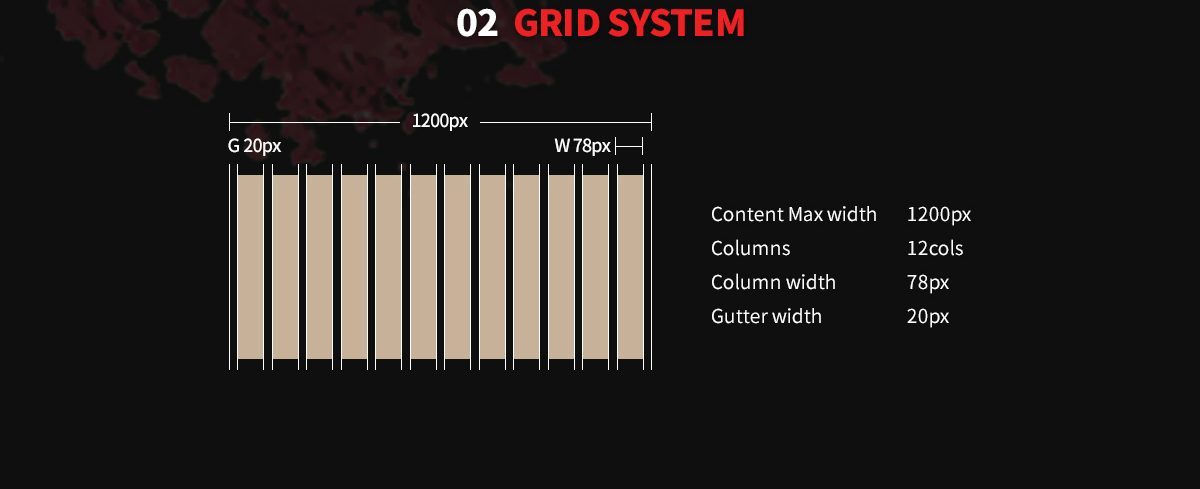 02 GRID SYSTEM
1200px
G 20px W 78px
Content Max width 1200px
Columns 12cols
Column width 78px
Gutter width 20px